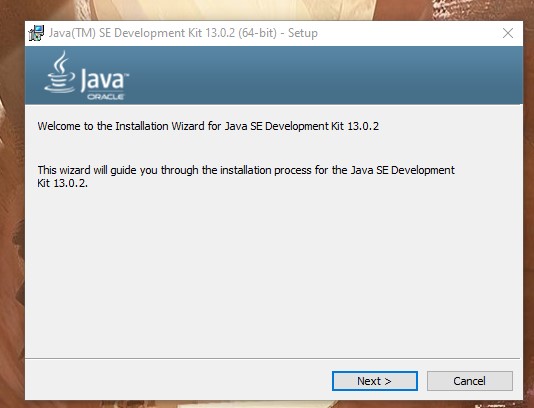 Java(TM) SE Development Kit 13.0.2 (64-bit) - Setup
Java™
ORACLE
Welcome to the Installation Wizard for Java SE Development Kit 13.0.2
This wizard will guide you through the installation process for the Java SE Development
Kit 13.0.2.
Next >
Cancel